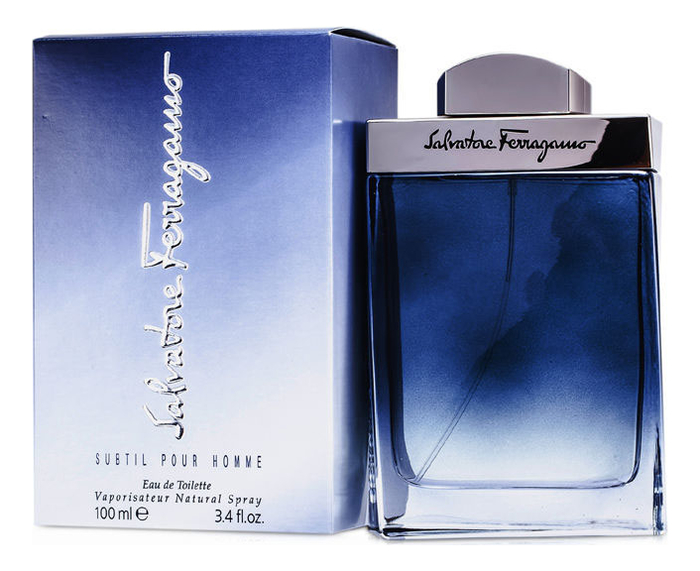 Salvatore Ferragamo
SUBTIL POUR HOMME
Eau de Toilette
Vaporisateur Natural Spray
100 ml ℮ 3.4 fl.oz.
Salvatore Ferragamo